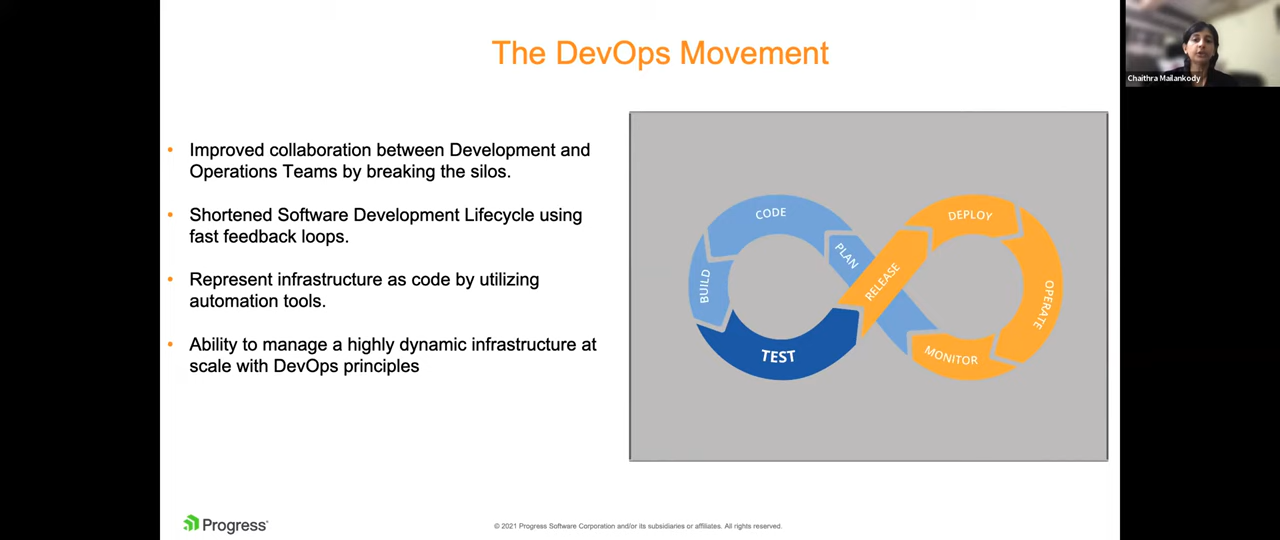 The DevOps Movement
Chaithra Mailankody
• Improved collaboration between Development and
Operations Teams by breaking the silos.
• Shortened Software Development Lifecycle using
fast feedback loops.
• Represent infrastructure as code by utilizing
automation tools.
• Ability to manage a highly dynamic infrastructure at
scale with DevOps principles
CODE
PLAN
BUILD
TEST
RELEASE
DEPLOY
OPERATE
MONITOR
Progress
© 2021 Progress Software Corporation and/or its subsidiaries or affiliates. All rights reserved.